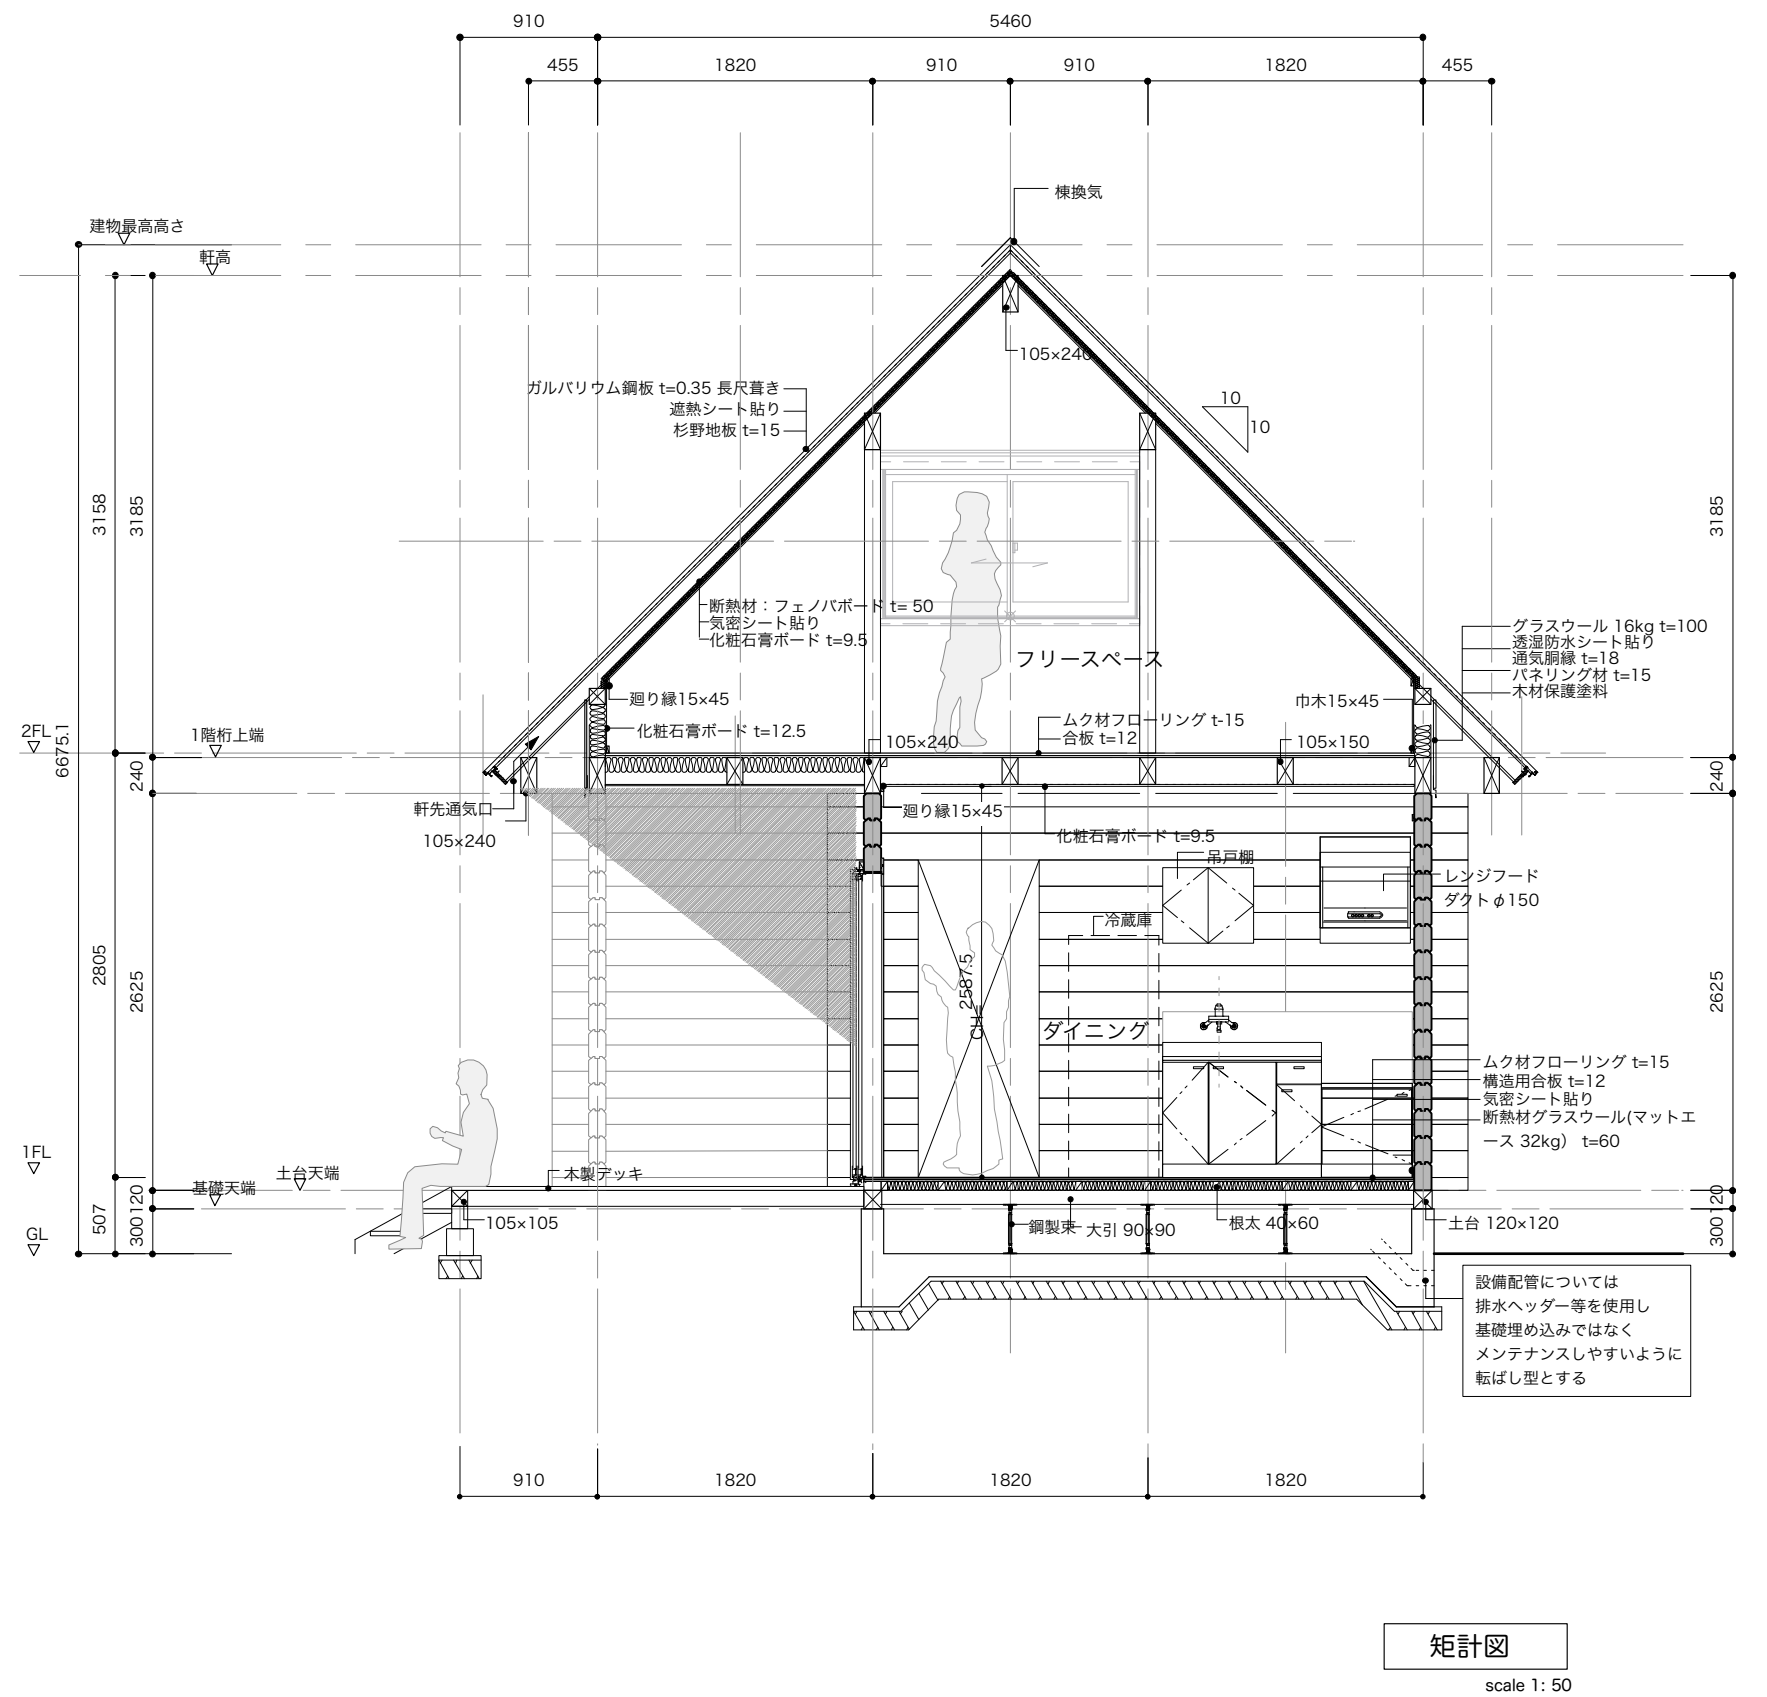 910
5460
455
1820
910
910
1820
455
棟換気
建物最高高さ
軒高
105×240
ガルバリウム鋼板 t=0.35 長尺葺き
遮熱シート貼り
杉野地板 t=15
10
10
3158
3185
3185
断熱材：フェノバボード t= 50
気密シート貼り
化粧石膏ボード t=9.5
グラスウール 16kg t=100
透湿防水シート貼り
通気胴縁 t=18
パネリング材 t=15
木材保護塗料
フリースペース
廻り縁15×45
巾木15×45
化粧石膏ボード t=12.5
ムク材フローリング t-15
合板 t=12
105×240
105×150
2FL
6675.1
1階桁上端
240
240
軒先通気口
105×240
廻り縁15×45
化粧石膏ボード t=9.5
吊戸棚
レンジフード
ダクトφ150
冷蔵庫
2805
2625
CH=2587.5
2625
ダイニング
ムク材フローリング t=15
構造用合板 t=12
気密シート貼り
断熱材グラスウール(マットエ
ース 32kg） t=60
1FL
土台天端
基礎天端
木製デッキ
507
120
300
120
300
GL
105×105
鋼製束
大引 90×90
根太 40×60
土台 120×120
設備配管については
排水ヘッダー等を使用し
基礎埋め込みではなく
メンテナンスしやすいように
転ばし型とする
910
1820
1820
1820
矩計図
scale 1: 50